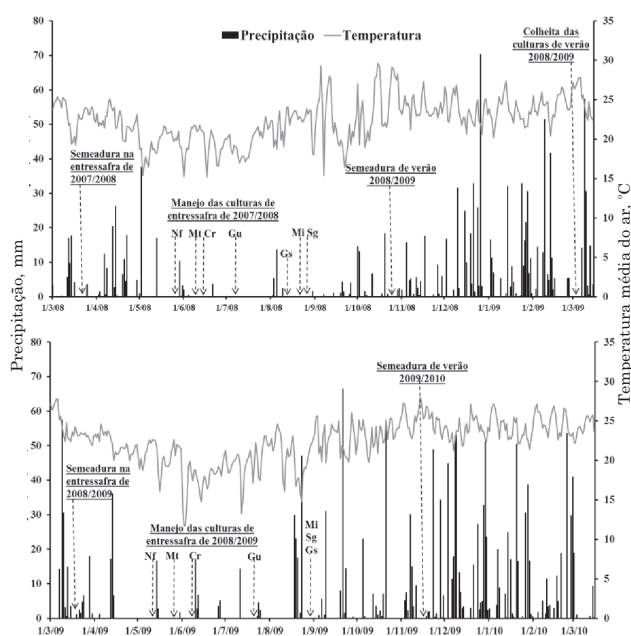 Precipitação, mm
Temperatura média do ar, °C
80
70
60
50
40
30
20
10
0
Precipitação Temperatura
Colheita das
culturas de verão
2008/2009
Semeadura na
entressafra de
2007/2008
Semeadura de verão
2008/2009
Manejo das culturas de
entressafra de 2007/2008
Nf Mt Cr Gu Gs Mi Sg
35
30
25
20
15
10
5
0
1/3/08 1/4/08 1/5/08 1/6/08 1/7/08 1/8/08 1/9/08 1/10/08 1/11/08 1/12/08 1/1/09 1/2/09 1/3/09
80
70
60
50
40
30
20
10
0
Semeadura de verão
2009/2010
Semeadura na
entressafra de
2008/2009
Manejo das culturas de
entressafra de 2008/2009
Nf Mt Cr Gu
Mi
Sg
Gs
35
30
25
20
15
10
5
0
1/3/09 1/4/09 1/5/09 1/6/09 1/7/09 1/8/09 1/9/09 1/10/09 1/11/09 1/12/09 1/1/10 1/2/10 1/3/10